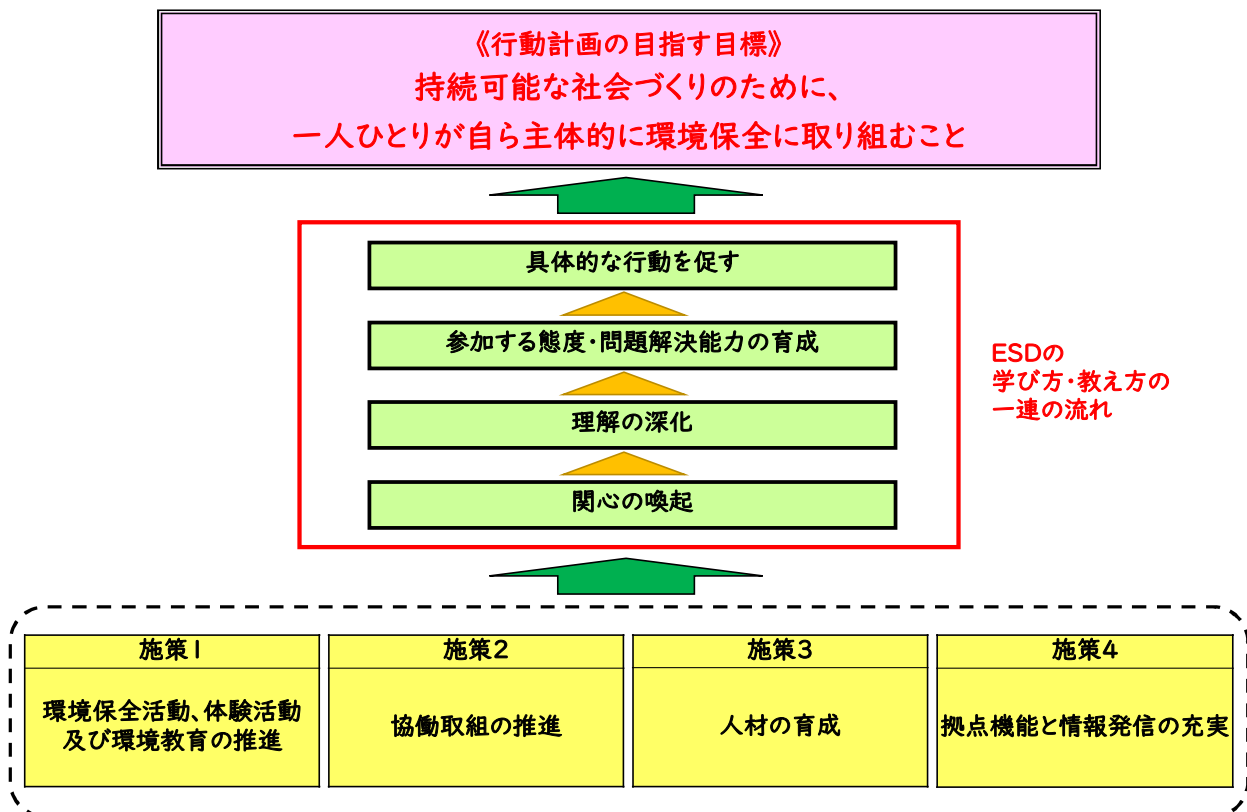 《行動計画の目指す目標》
持続可能な社会づくりのために、
一人ひとりが自ら主体的に環境保全に取り組むこと
具体的な行動を促す
参加する態度・問題解決能力の育成
理解の深化
関心の喚起
ESDの
学び方・教え方の
一連の流れ
施策1
環境保全活動、体験活動
及び環境教育の推進
施策2
協働取組の推進
施策3
人材の育成
施策4
拠点機能と情報発信の充実